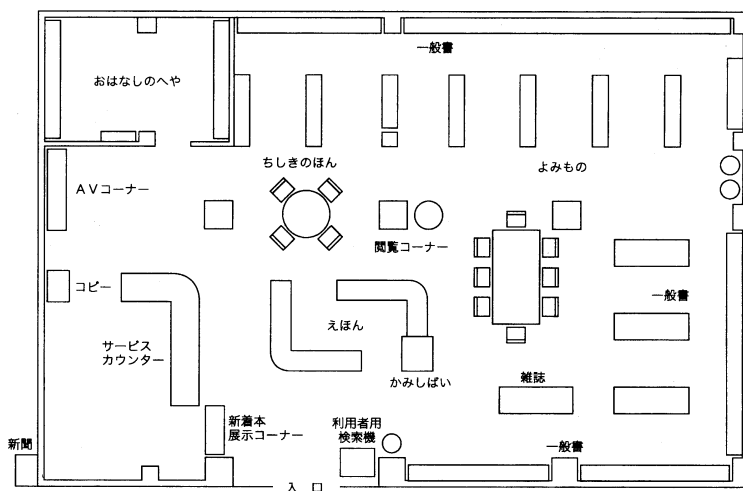 一般書
おはなしのへや
ちしきのほん
よみもの
AVコーナー
閲覧コーナー
コピー
一般書
えほん
サービス
カウンター
かみしばい
雑誌
新着本
展示コーナー
利用者用
検索機
新聞
一般書
入口